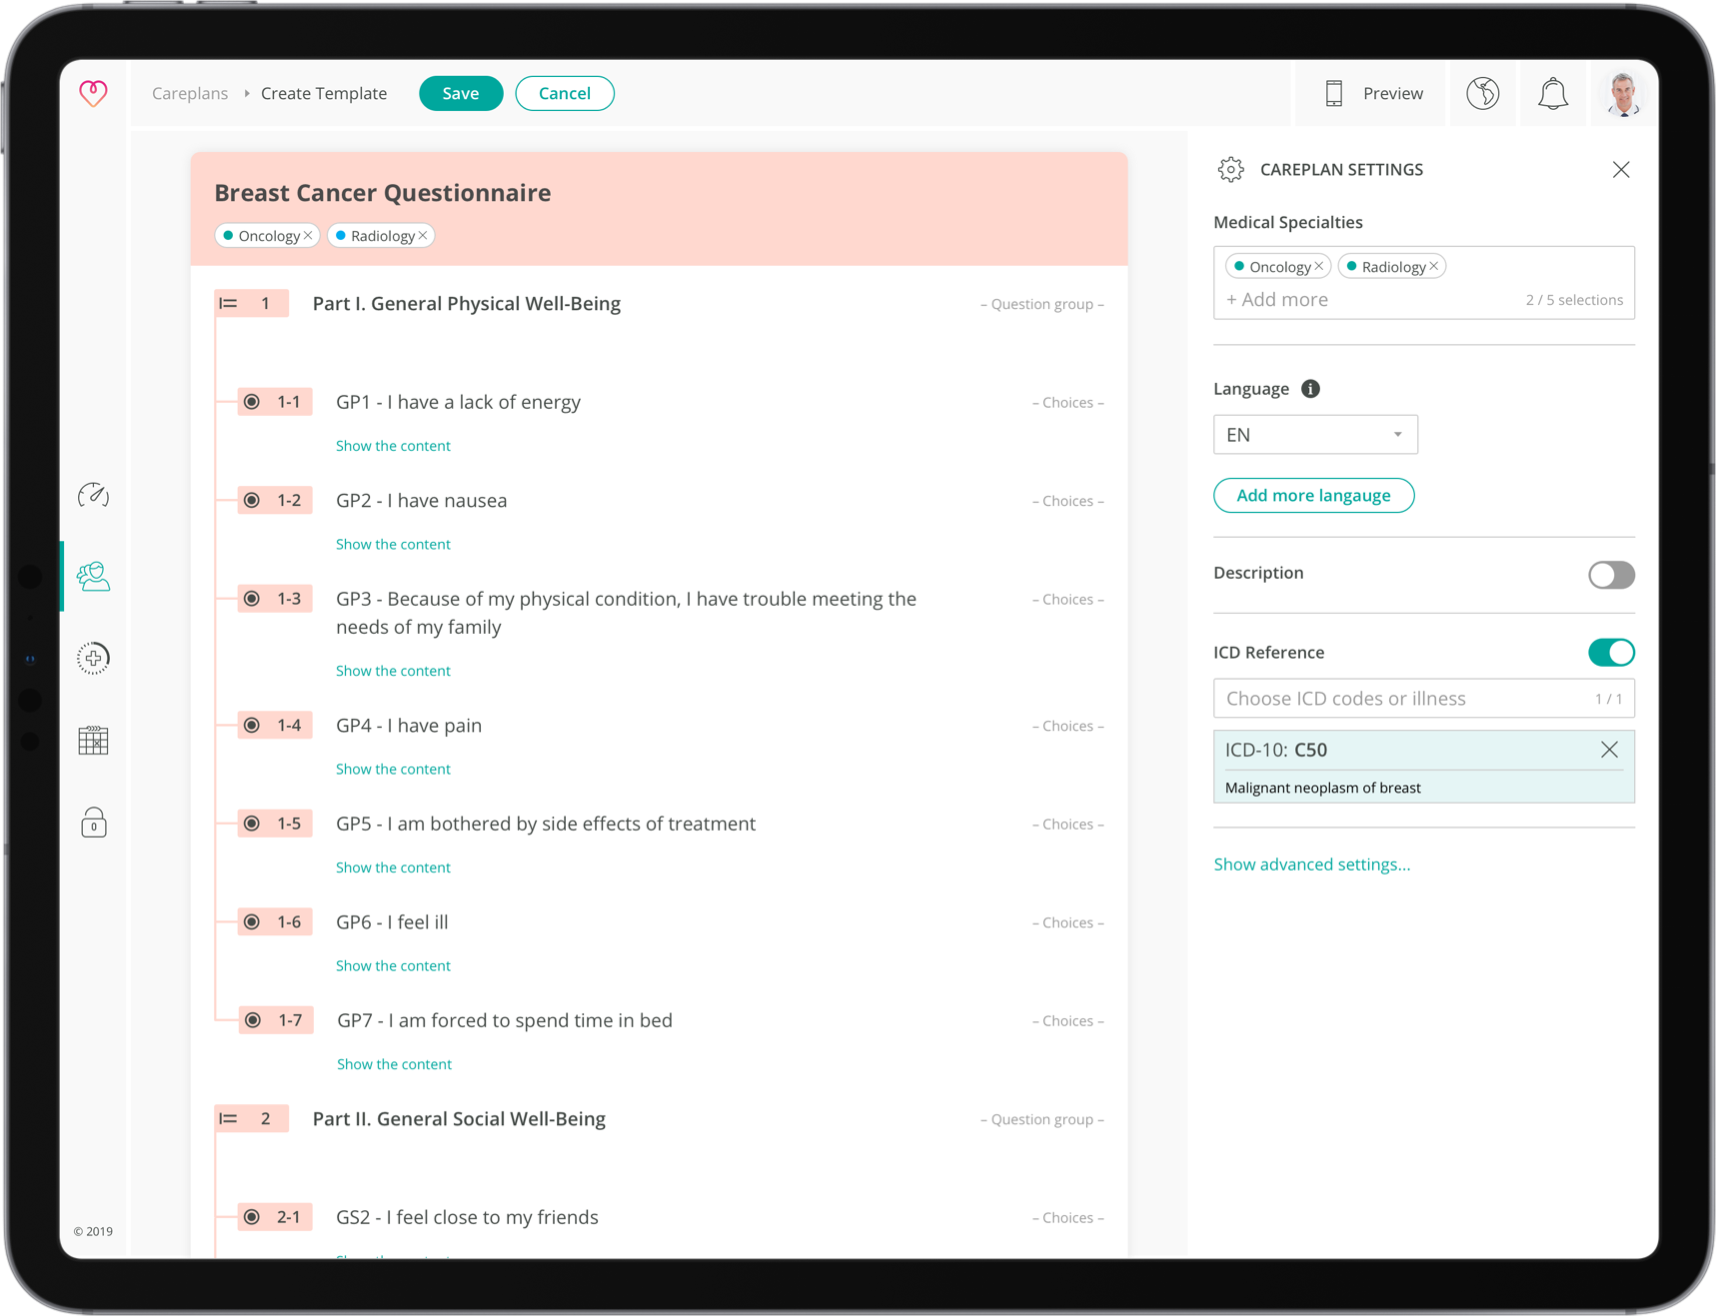 Careplans Create Template Save Cancel Preview
Breast Cancer Questionnaire
Oncology Radiology
1 Part I. General Physical Well-Being – Question group –
1-1 GP1 - I have a lack of energy – Choices –
Show the content
1-2 GP2 - I have nausea – Choices –
Show the content
1-3 GP3 - Because of my physical condition, I have trouble meeting the – Choices –
needs of my family
Show the content
1-4 GP4 - I have pain – Choices –
Show the content
1-5 GP5 - I am bothered by side effects of treatment – Choices –
Show the content
1-6 GP6 - I feel ill – Choices –
Show the content
1-7 GP7 - I am forced to spend time in bed – Choices –
Show the content
2 Part II. General Social Well-Being – Question group –
2-1 GS2 - I feel close to my friends – Choices –
CAREPLAN SETTINGS
Medical Specialties
Oncology Radiology
+ Add more 2 / 5 selections
Language
EN
Add more langauge
Description
ICD Reference
Choose ICD codes or illness 1 / 1
ICD-10: C50
Malignant neoplasm of breast
Show advanced settings...
0
© 2019